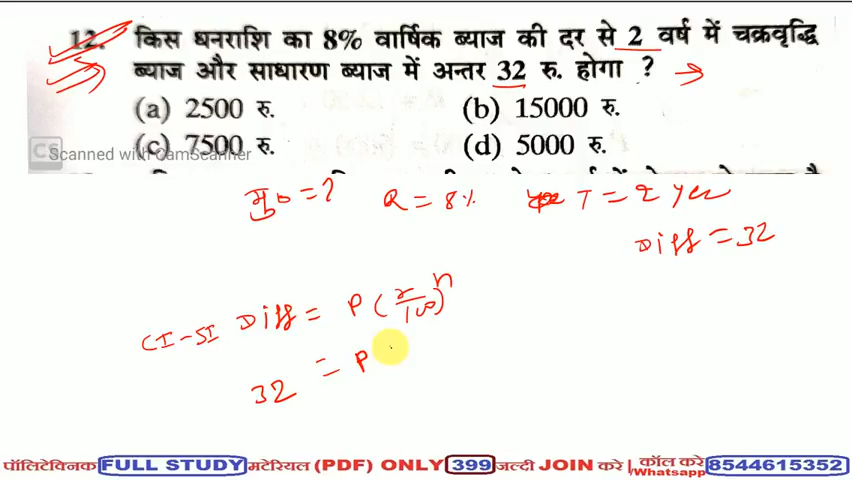 12. किस धनराशि का 8% वार्षिक ब्याज की दर से 2 वर्ष में चक्रवृद्धि
ब्याज और साधारण ब्याज में अन्तर 32 रु. होगा ?
(a) 2500 रु. (b) 15000 रु.
(c) 7500 रु. (d) 5000 रु.
CS Scanned with CamScanner
मू० = ? R = 8% T = 2 yer
Diff = 32
CI-SI Diff = P(r/100)^n
32 = P
पॉलिटेक्निक FULL STUDY मटेरियल (PDF) ONLY 399 जल्दी JOIN करे | कॉल करे /Whatsapp 8544615352